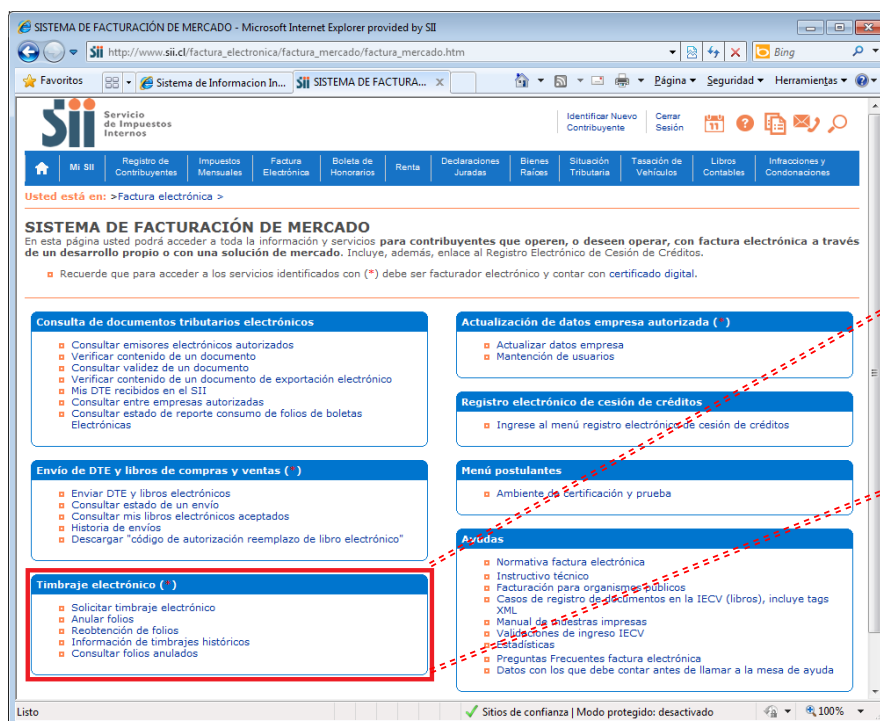 SISTEMA DE FACTURACIÓN DE MERCADO - Microsoft Internet Explorer provided by SII
Sii http://www.sii.cl/factura_electronica/factura_mercado/factura_mercado.htm
Bing
Favoritos
Sistema de Informacion In...
Sii SISTEMA DE FACTURA...
Página
Seguridad
Herramientas
Sii
Servicio
de Impuestos
Internos
Identificar Nuevo
Contribuyente
Cerrar
Sesión
11
Mi SII
Registro de
Contribuyentes
Impuestos
Mensuales
Factura
Electrónica
Boleta de
Honorarios
Renta
Declaraciones
Juradas
Bienes
Raíces
Situación
Tributaria
Tasación de
Vehículos
Libros
Contables
Infracciones y
Condonaciones
Usted está en: >Factura electrónica >
SISTEMA DE FACTURACIÓN DE MERCADO
En esta página usted podrá acceder a toda la información y servicios para contribuyentes que operen, o deseen operar, con factura electrónica a través
de un desarrollo propio o con una solución de mercado. Incluye, además, enlace al Registro Electrónico de Cesión de Créditos.
Recuerde que para acceder a los servicios identificados con (*) debe ser facturador electrónico y contar con certificado digital.
Consulta de documentos tributarios electrónicos
Consultar emisores electrónicos autorizados
Verificar contenido de un documento
Consultar validez de un documento
Verificar contenido de un documento de exportación electrónico
Mis DTE recibidos en el SII
Consultar entre empresas autorizadas
Consultar estado de reporte consumo de folios de boletas
Electrónicas
Envío de DTE y libros de compras y ventas (*)
Enviar DTE y libros electrónicos
Consultar estado de un envío
Consultar mis libros electrónicos aceptados
Historia de envíos
Descargar "código de autorización reemplazo de libro electrónico"
Timbraje electrónico (*)
Solicitar timbraje electrónico
Anular folios
Reobtención de folios
Información de timbrajes históricos
Consultar folios anulados
Actualización de datos empresa autorizada (*)
Actualizar datos empresa
Mantención de usuarios
Registro electrónico de cesión de créditos
Ingrese al menú registro electrónico de cesión de créditos
Menú postulantes
Ambiente de certificación y prueba
Ayudas
Normativa factura electrónica
Instructivo técnico
Facturación para organismos públicos
Casos de registro de documentos en la IECV (libros), incluye tags
XML
Manual de muestras impresas
Validaciones de ingreso IECV
Estadísticas
Preguntas Frecuentes factura electrónica
Datos con los que debe contar antes de llamar a la mesa de ayuda
Listo
Sitios de confianza | Modo protegido: desactivado
100%